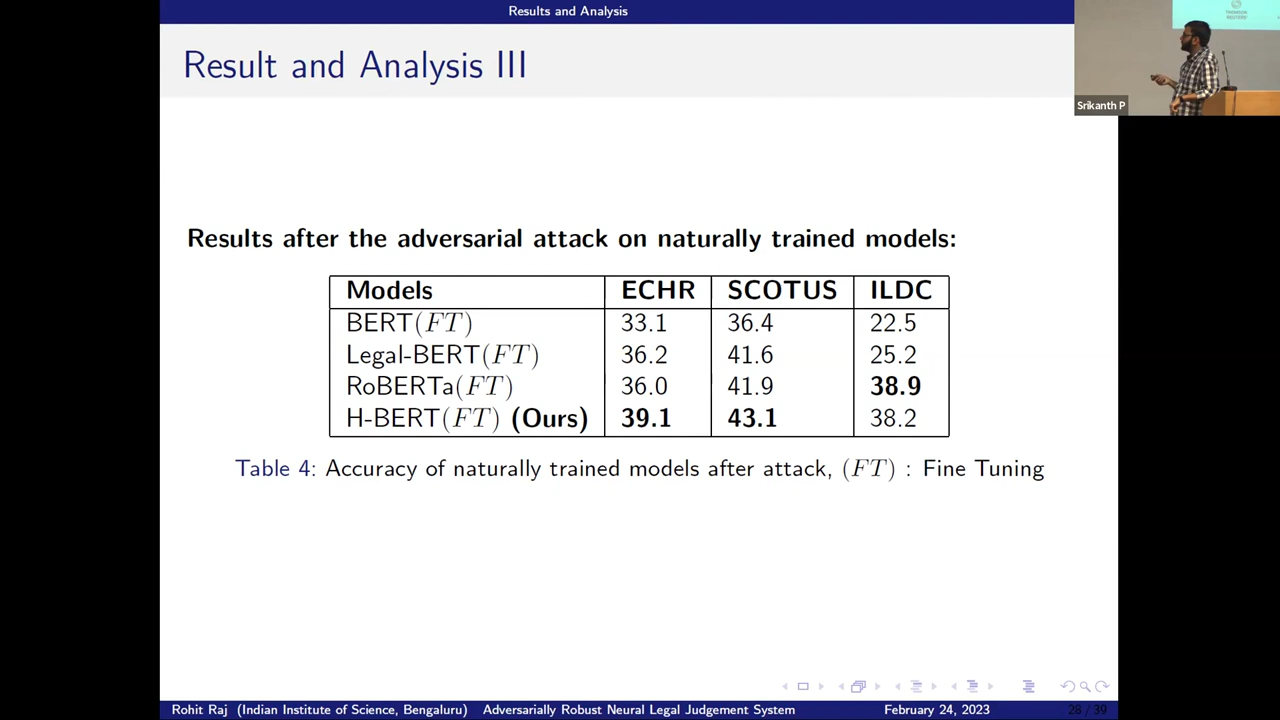 Results and Analysis
Result and Analysis III
THOMSON REUTERS
Srikanth P
Results after the adversarial attack on naturally trained models:
Models ECHR SCOTUS ILDC
BERT(FT) 33.1 36.4 22.5
Legal-BERT(FT) 36.2 41.6 25.2
RoBERTa(FT) 36.0 41.9 38.9
H-BERT(FT) (Ours) 39.1 43.1 38.2
Table 4: Accuracy of naturally trained models after attack, (FT) : Fine Tuning
Rohit Raj (Indian Institute of Science, Bengaluru) Adversarially Robust Neural Legal Judgement System February 24, 2023 28 / 39